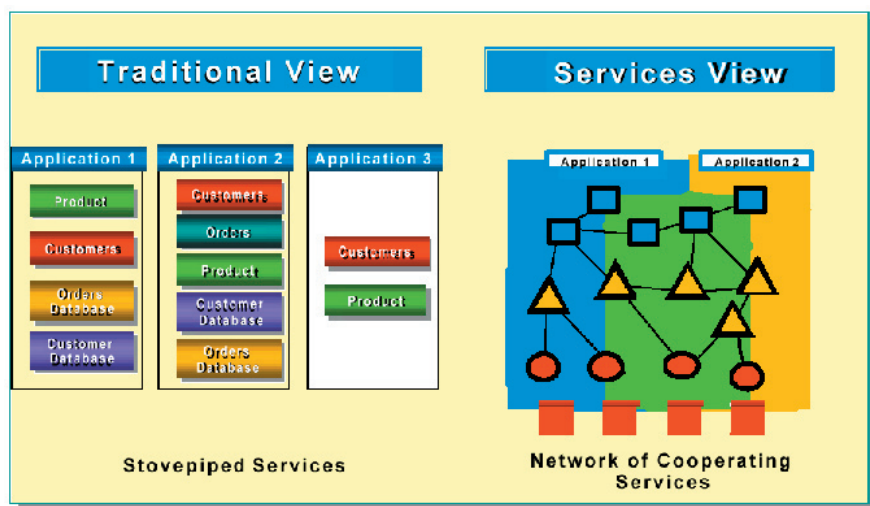 Traditional View
Services View
Application 1
Product
Customers
Orders
Database
Customer
Database
Application 2
Customers
Orders
Product
Customer
Database
Orders
Database
Application 3
Customers
Product
Application 1
Application 2
Stovepiped Services
Network of Cooperating
Services